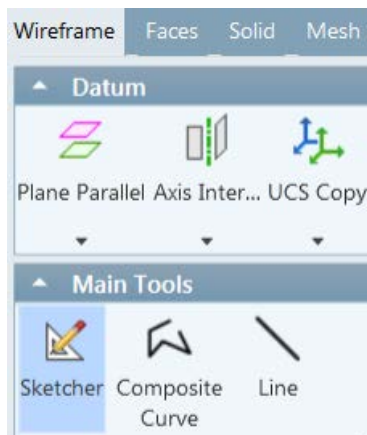 Wireframe Faces Solid Mesh
Datum
Plane Parallel Axis Inter... UCS Copy
Main Tools
Sketcher Composite Line
Curve